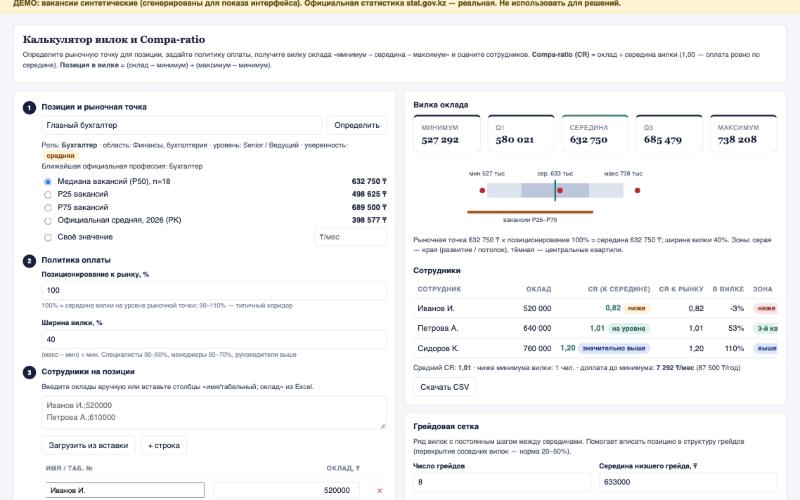 ДЕМО: вакансии синтетические (сгенерированы для показа интерфейса). Официальная статистика stat.gov.kz — реальная. Не использовать для решений.
Калькулятор вилок и Compa-ratio
Определите рыночную точку для позиции, задайте политику оплаты, получите вилку оклада «минимум – середина – максимум» и оцените сотрудников. Compa-ratio (CR) = оклад ÷ середина вилки (1,00 — оплата ровно по
середине). Позиция в вилке = (оклад – минимум) ÷ (максимум – минимум).
1 Позиция и рыночная точка
Главный бухгалтер
Определить
Роль: Бухгалтер · область: Финансы, бухгалтерия · уровень: Senior / Ведущий · уверенность:
средняя
Ближайшая официальная профессия: Бухгалтер
Медиана вакансий (P50), n=18 632 750 ₸
P25 вакансий 498 625 ₸
P75 вакансий 689 500 ₸
Официальная средняя, 2026 (РК) 398 577 ₸
Своё значение ₸/мес
2 Политика оплаты
Позиционирование к рынку, %
100
100% = середина вилки на уровне рыночной точки; 90–110% — типичный коридор
Ширина вилки, %
40
(макс – мин) ÷ мин. Специалисты 30–50%, менеджеры 50–70%, руководители выше
3 Сотрудники на позиции
Введите оклады вручную или вставьте столбцы «имя/табельный; оклад» из Excel.
Иванов И.;520000
Петрова А.;610000
Загрузить из вставки
+ строка
ИМЯ / ТАБ. № ОКЛАД, ₸
Иванов И. 520000 ×
Вилка оклада
МИНИМУМ Q1 СЕРЕДИНА Q3 МАКСИМУМ
527 292 580 021 632 750 685 479 738 208
мин 527 тыс сер. 633 тыс макс 738 тыс
вакансии P25–P75
Рыночная точка 632 750 ₸ × позиционирование 100% = середина 632 750 ₸; ширина вилки 40%. Зоны: серая
— края (развитие / потолок), тёмная — центральные квартили.
Сотрудники
СОТРУДНИК ОКЛАД CR (К СЕРЕДИНЕ) CR К РЫНКУ В ВИЛКЕ ЗОНА
Иванов И. 520 000 0,82 ниже 0,82 -3% ниже
Петрова А. 640 000 1,01 на уровне 1,01 53% 3-й кв
Сидоров К. 760 000 1,20 значительно выше 1,20 110% выше
Средний CR: 1,01 · ниже минимума вилки: 1 чел. · доплата до минимума: 7 292 ₸/мес (87 500 ₸/год)
Скачать CSV
Грейдовая сетка
Ряд вилок с постоянным шагом между серединами. Помогает вписать позицию в структуру грейдов
(перекрытие соседних вилок — норма 20–50%).
Число грейдов Середина низшего грейда, ₸
8 633000